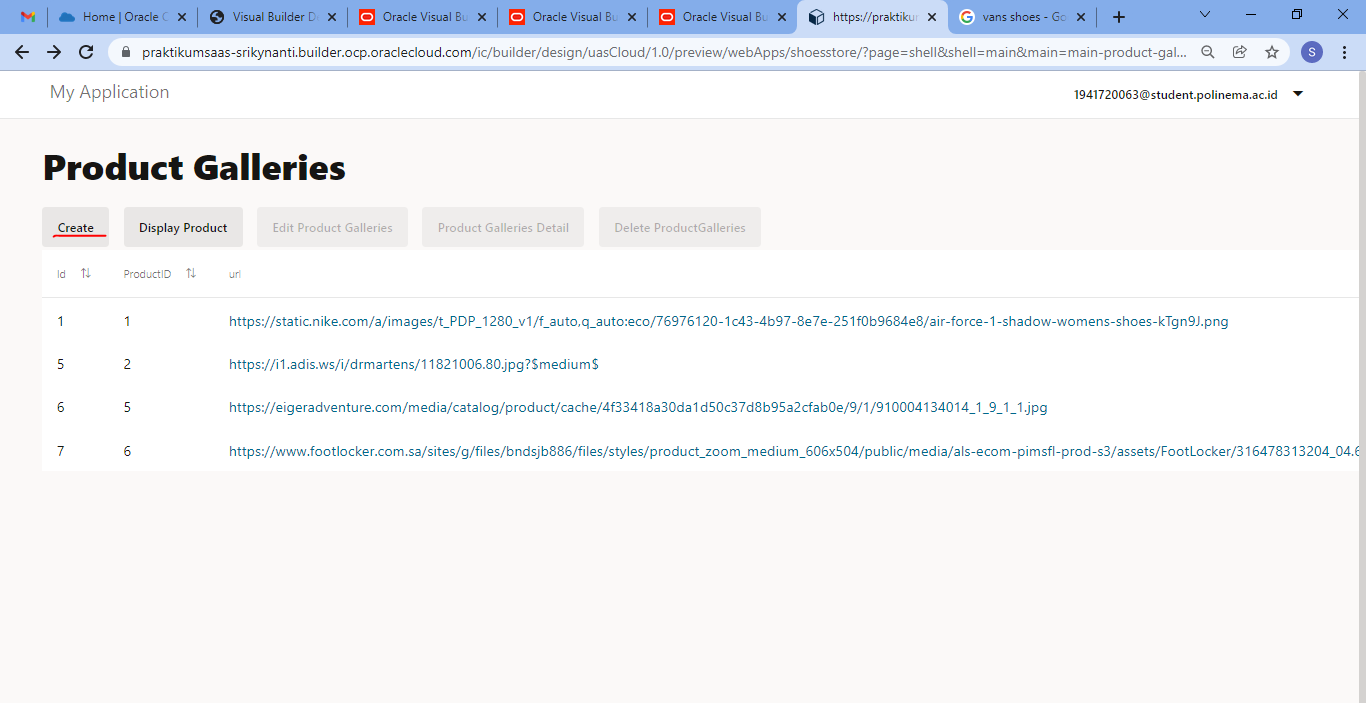 Home | Oracle C
Visual Builder D
Oracle Visual Bu
Oracle Visual Bu
Oracle Visual Bu
https://praktikum
vans shoes - Go
praktikumsaas-srikynanti.builder.ocp.oraclecloud.com/ic/builder/design/uasCloud/1.0/preview/webApps/shoesstore/?page=shell&shell=main&main=main-product-gal...
S
My Application
1941720063@student.polinema.ac.id
Product Galleries
Create
Display Product
Edit Product Galleries
Product Galleries Detail
Delete ProductGalleries
Id ProductID url
1 1 https://static.nike.com/a/images/t_PDP_1280_v1/f_auto,q_auto:eco/76976120-1c43-4b97-8e7e-251f0b9684e8/air-force-1-shadow-womens-shoes-kTgn9J.png
5 2 https://i1.adis.ws/i/drmartens/11821006.80.jpg?$medium$
6 5 https://eigeradventure.com/media/catalog/product/cache/4f33418a30da1d50c37d8b95a2cfab0e/9/1/910004134014_1_9_1_1.jpg
7 6 https://www.footlocker.com.sa/sites/g/files/bndsjb886/files/styles/product_zoom_medium_606x504/public/media/als-ecom-pimsfl-prod-s3/assets/FootLocker/316478313204_04.6